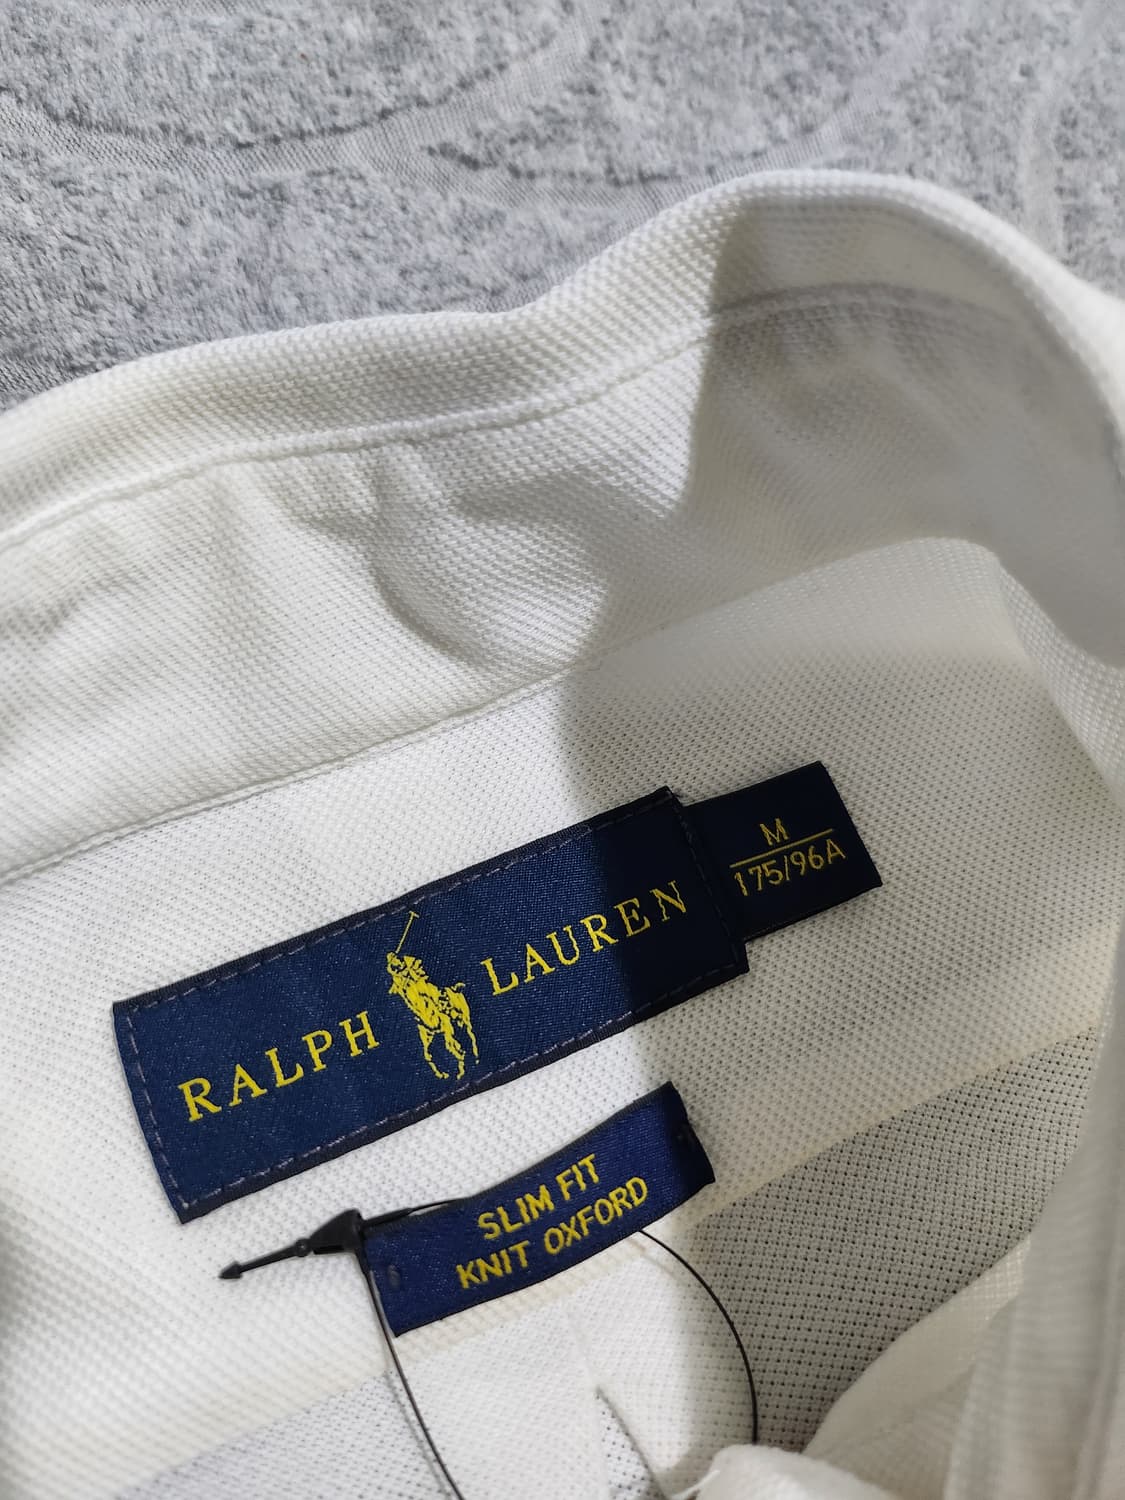 RALPH LAUREN
M
175/96A
SLIM FIT
KNIT OXFORD